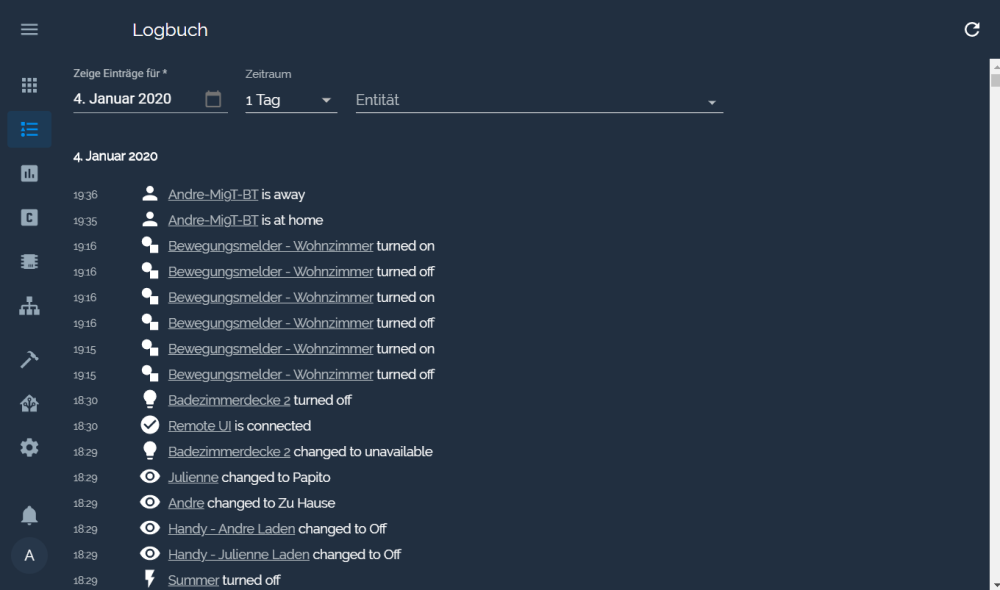 Logbuch
Zeige Einträge für *
Zeitraum
4. Januar 2020
1 Tag
Entität
4. Januar 2020
19:36 Andre-Mi9T-BT is away
19:35 Andre-Mi9T-BT is at home
19:16 Bewegungsmelder - Wohnzimmer turned on
19:16 Bewegungsmelder - Wohnzimmer turned off
19:16 Bewegungsmelder - Wohnzimmer turned on
19:16 Bewegungsmelder - Wohnzimmer turned off
19:15 Bewegungsmelder - Wohnzimmer turned on
19:15 Bewegungsmelder - Wohnzimmer turned off
18:30 Badezimmerdecke 2 turned off
18:30 Remote UI is connected
18:29 Badezimmerdecke 2 changed to unavailable
18:29 Julienne changed to Papito
18:29 Andre changed to Zu Hause
18:29 Handy - Andre Laden changed to Off
18:29 Handy - Julienne Laden changed to Off
18:29 Summer turned off
C
A